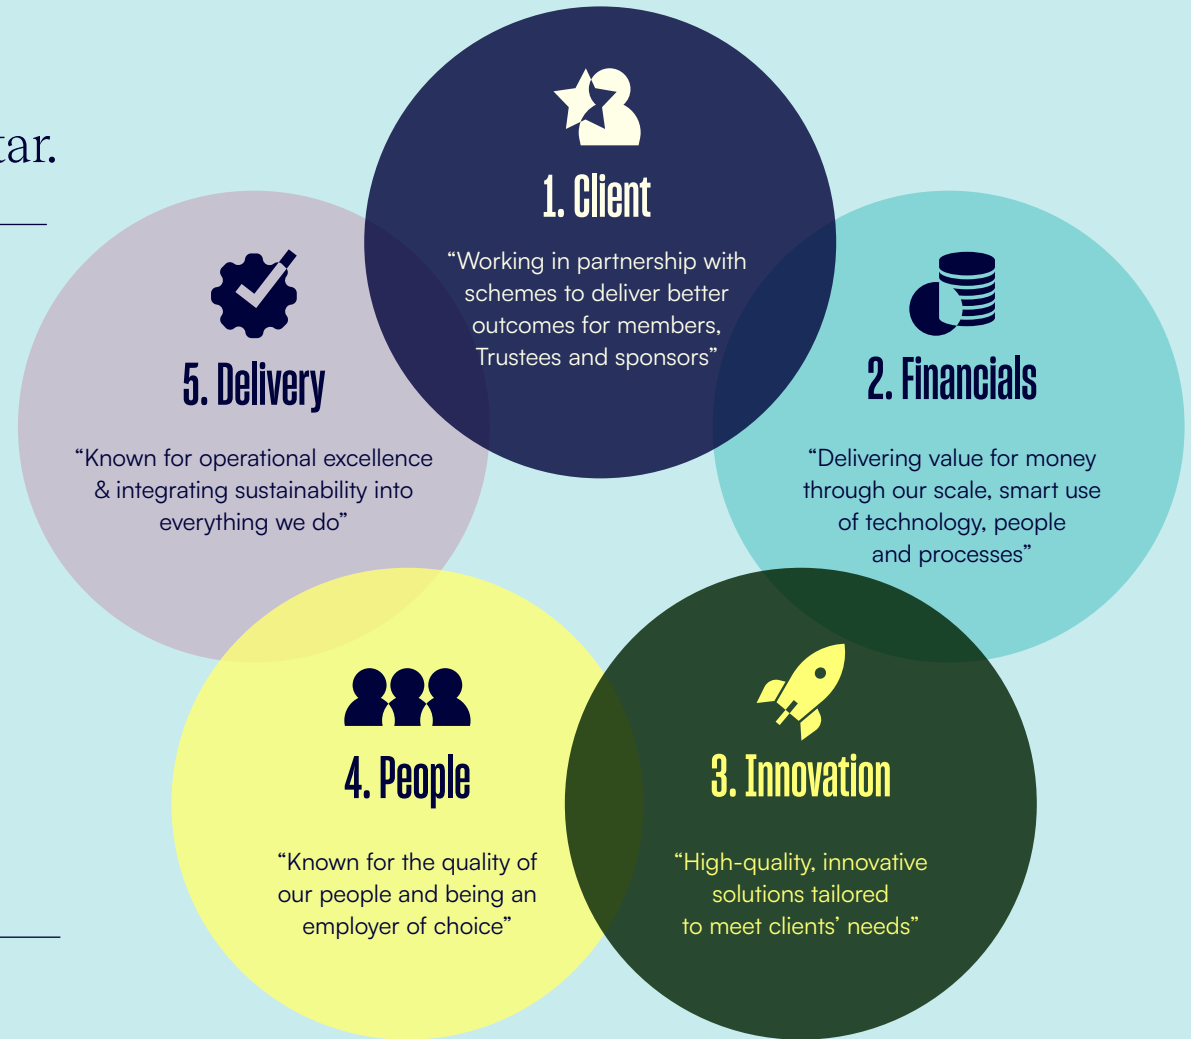 tar.
1. Client
“Working in partnership with
schemes to deliver better
outcomes for members,
Trustees and sponsors”
2. Financials
“Delivering value for money
through our scale, smart use
of technology, people
and processes”
3. Innovation
“High-quality, innovative
solutions tailored
to meet clients’ needs”
4. People
“Known for the quality of
our people and being an
employer of choice”
5. Delivery
“Known for operational excellence
& integrating sustainability into
everything we do”